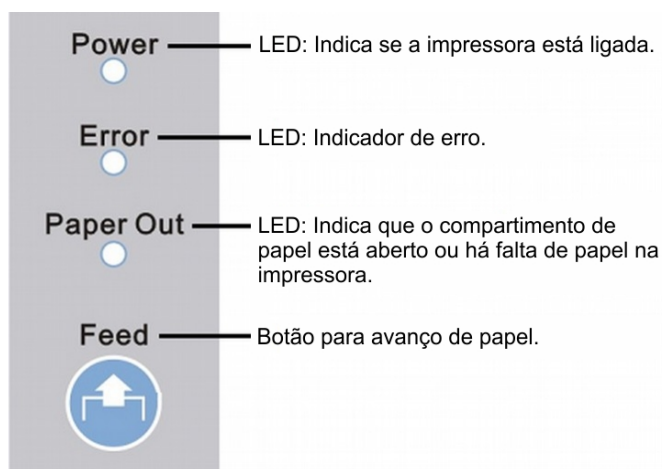 Power
LED: Indica se a impressora está ligada.
Error
LED: Indicador de erro.
Paper Out
LED: Indica que o compartimento de
papel está aberto ou há falta de papel na
impressora.
Feed
Botão para avanço de papel.